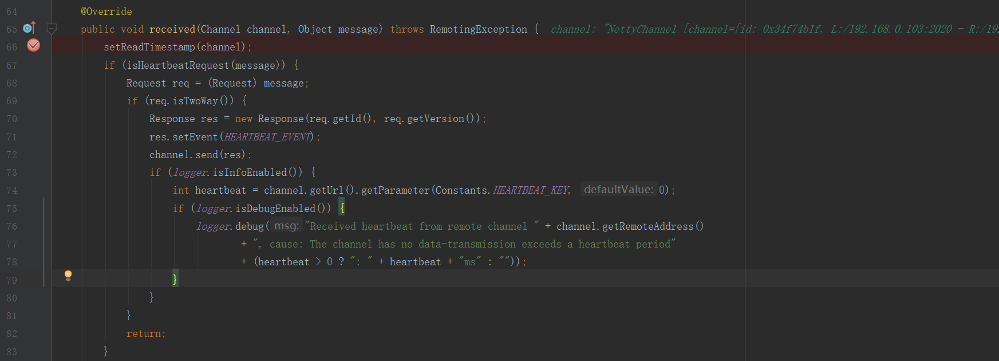 64 @Override
65 public void received(Channel channel, Object message) throws RemotingException { channel: "NettyChannel [channel=[id: 0x34f74b1f, L:/192.168.0.103:2020 - R:/19
66 setReadTimestamp(channel);
67 if (isHeartbeatRequest(message)) {
68 Request req = (Request) message;
69 if (req.isTwoWay()) {
70 Response res = new Response(req.getId(), req.getVersion());
71 res.setEvent(HEARTBEAT_EVENT);
72 channel.send(res);
73 if (logger.isInfoEnabled()) {
74 int heartbeat = channel.getUrl().getParameter(Constants.HEARTBEAT_KEY, defaultValue: 0);
75 if (logger.isDebugEnabled()) {
76 logger.debug( msg: "Received heartbeat from remote channel " + channel.getRemoteAddress()
77 + ", cause: The channel has no data-transmission exceeds a heartbeat period"
78 + (heartbeat > 0 ? ": " + heartbeat + "ms" : ""));
79 }
80 }
81 }
82 return;
83 }